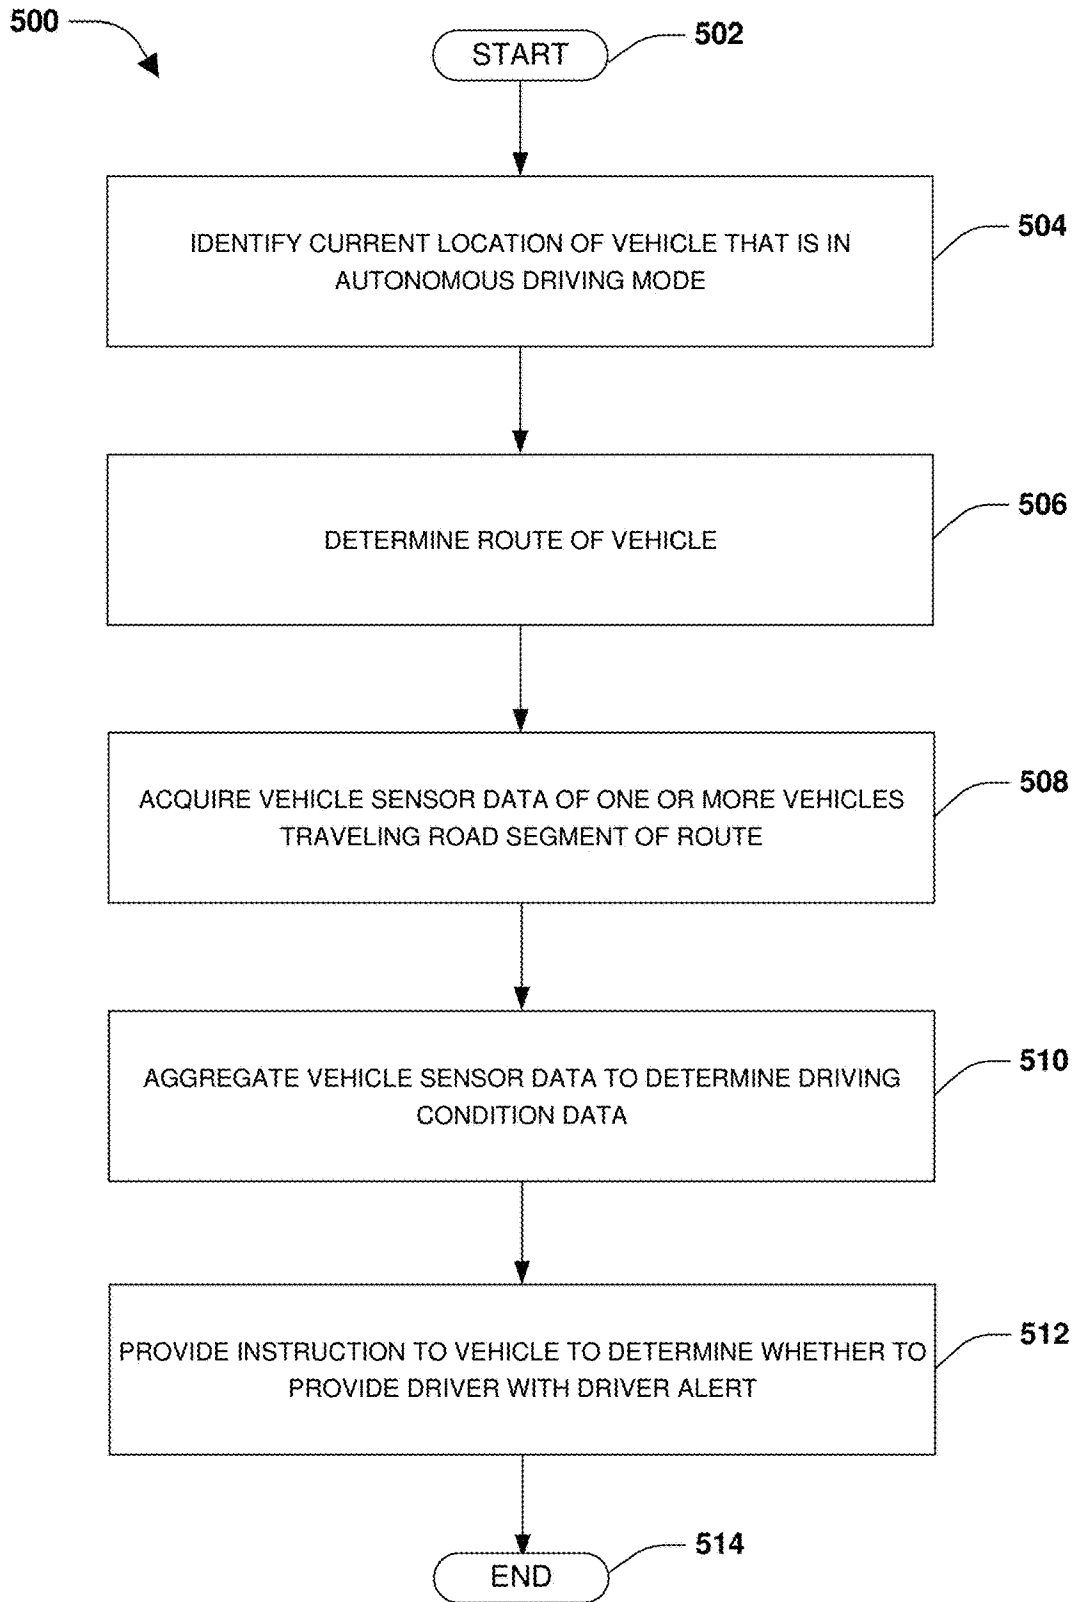 500
START
502
IDENTIFY CURRENT LOCATION OF VEHICLE THAT IS IN
AUTONOMOUS DRIVING MODE
504
DETERMINE ROUTE OF VEHICLE
506
ACQUIRE VEHICLE SENSOR DATA OF ONE OR MORE VEHICLES
TRAVELING ROAD SEGMENT OF ROUTE
508
AGGREGATE VEHICLE SENSOR DATA TO DETERMINE DRIVING
CONDITION DATA
510
PROVIDE INSTRUCTION TO VEHICLE TO DETERMINE WHETHER TO
PROVIDE DRIVER WITH DRIVER ALERT
512
END
514